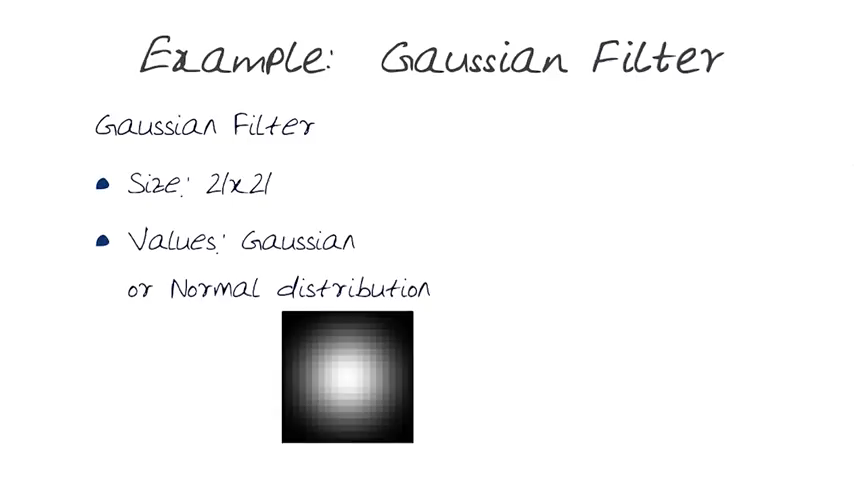 Example: Gaussian Filter
Gaussian Filter
• Size: 21x21
• Values: Gaussian
or Normal distribution